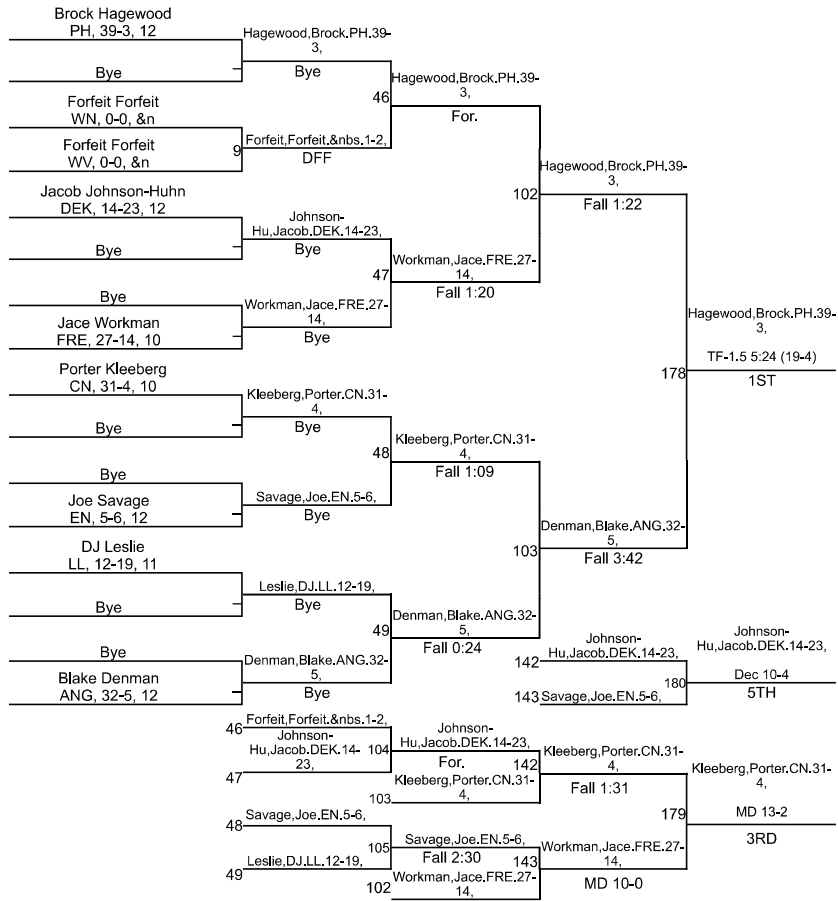 Brock Hagewood
PH, 39-3, 12
Bye
Hagewood,Brock.PH.39-
3,
Bye
Forfeit Forfeit
WN, 0-0, &n
Forfeit Forfeit
WV, 0-0, &n
9
Forfeit,Forfeit.&nbs.1-2,
DFF
46
Hagewood,Brock.PH.39-
3,
For.
Jacob Johnson-Huhn
DEK, 14-23, 12
Bye
Johnson-
Hu,Jacob.DEK.14-23,
Bye
Bye
Jace Workman
FRE, 27-14, 10
Workman,Jace.FRE.27-
14,
Bye
47
Workman,Jace.FRE.27-
14,
Fall 1:20
102
Hagewood,Brock.PH.39-
3,
Fall 1:22
Porter Kleeberg
CN, 31-4, 10
Bye
Kleeberg,Porter.CN.31-
4,
Bye
Bye
Joe Savage
EN, 5-6, 12
Savage,Joe.EN.5-6,
Bye
48
Kleeberg,Porter.CN.31-
4,
Fall 1:09
DJ Leslie
LL, 12-19, 11
Bye
Leslie,DJ.LL.12-19,
Bye
Bye
Blake Denman
ANG, 32-5, 12
Denman,Blake.ANG.32-
5,
Bye
49
Denman,Blake.ANG.32-
5,
Fall 0:24
103
Denman,Blake.ANG.32-
5,
Fall 3:42
178
Hagewood,Brock.PH.39-
3,
TF-1.5 5:24 (19-4)
1ST
142
Johnson-
Hu,Jacob.DEK.14-23,
143
Savage,Joe.EN.5-6,
180
Johnson-
Hu,Jacob.DEK.14-23,
Dec 10-4
5TH
46
Forfeit,Forfeit.&nbs.1-2,
47
Johnson-
Hu,Jacob.DEK.14-
23,
104
Johnson-
Hu,Jacob.DEK.14-23,
For.
103
Kleeberg,Porter.CN.31-
4,
142
Kleeberg,Porter.CN.31-
4,
Fall 1:31
48
Savage,Joe.EN.5-6,
49
Leslie,DJ.LL.12-19,
105
Savage,Joe.EN.5-6,
Fall 2:30
102
Workman,Jace.FRE.27-
14,
143
Workman,Jace.FRE.27-
14,
MD 10-0
179
Kleeberg,Porter.CN.31-
4,
MD 13-2
3RD